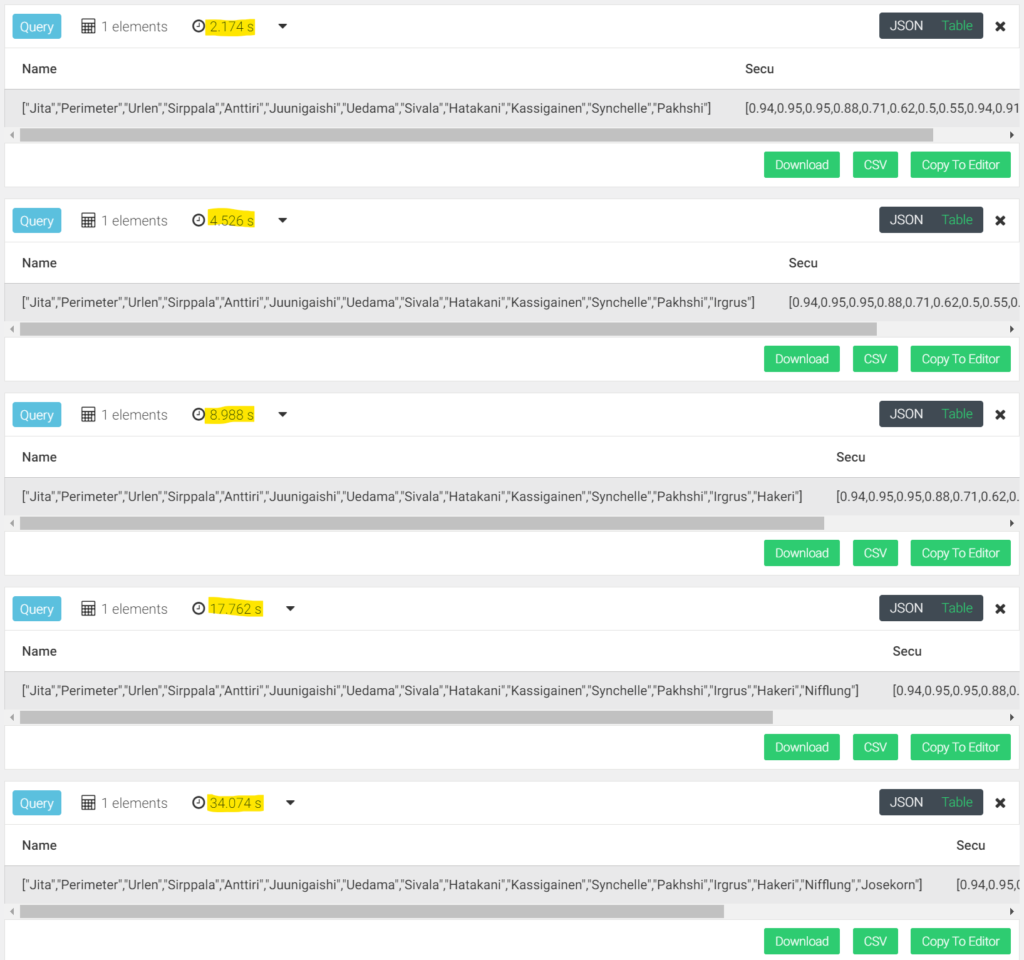 Query 1 elements 2.174 s JSON Table
Name Secu
["Jita","Perimeter","Urlen","Sirppala","Anttiri","Juunigaishi","Uedama","Sivala","Hatakani","Kassigainen","Synchelle","Pakhshi"] [0.94,0.95,0.95,0.88,0.71,0.62,0.5,0.55,0.94,0.91
Download CSV Copy To Editor
Query 1 elements 4.526 s JSON Table
Name Secu
["Jita","Perimeter","Urlen","Sirppala","Anttiri","Juunigaishi","Uedama","Sivala","Hatakani","Kassigainen","Synchelle","Pakhshi","Irgrus"] [0.94,0.95,0.95,0.88,0.71,0.62,0.5,0.55,0.
Download CSV Copy To Editor
Query 1 elements 8.988 s JSON Table
Name Secu
["Jita","Perimeter","Urlen","Sirppala","Anttiri","Juunigaishi","Uedama","Sivala","Hatakani","Kassigainen","Synchelle","Pakhshi","Irgrus","Hakeri"] [0.94,0.95,0.95,0.88,0.71,0.62,0.
Download CSV Copy To Editor
Query 1 elements 17.762 s JSON Table
Name Secu
["Jita","Perimeter","Urlen","Sirppala","Anttiri","Juunigaishi","Uedama","Sivala","Hatakani","Kassigainen","Synchelle","Pakhshi","Irgrus","Hakeri","Nifflung"] [0.94,0.95,0.95,0.88,0.
Download CSV Copy To Editor
Query 1 elements 34.074 s JSON Table
Name Secu
["Jita","Perimeter","Urlen","Sirppala","Anttiri","Juunigaishi","Uedama","Sivala","Hatakani","Kassigainen","Synchelle","Pakhshi","Irgrus","Hakeri","Nifflung","Josekorn"] [0.94,0.95,
Download CSV Copy To Editor